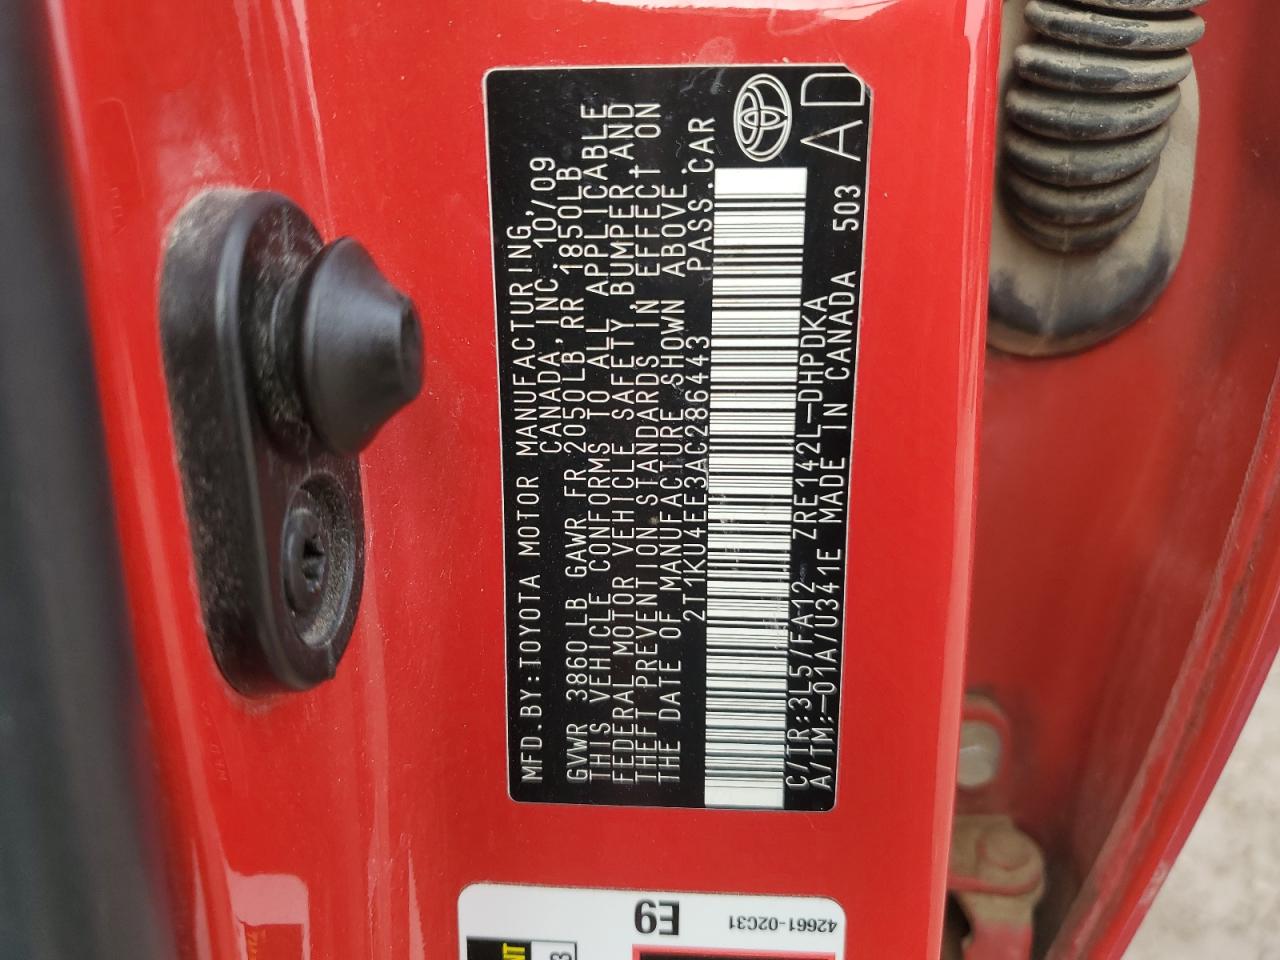 MFD.BY:TOYOTA MOTOR MANUFACTURING,
CANADA,INC. 10/09
GVWR 3860 LB GAWR FR 2050LB,RR 1850LB
THIS VEHICLE CONFORMS TO ALL APPLICABLE
FEDERAL MOTOR VEHICLE SAFETY,BUMPER,AND
THEFT PREVENTION STANDARDS IN EFFECT ON
THE DATE OF MANUFACTURE SHOWN ABOVE.
2T1KU4EE3AC286443 PASS.CAR
C/TR:3L5/FA12 ZRE142L-DHPDKA
A/TM:-01A/U341E MADE IN CANADA 503
AD
E9
42661-02C31